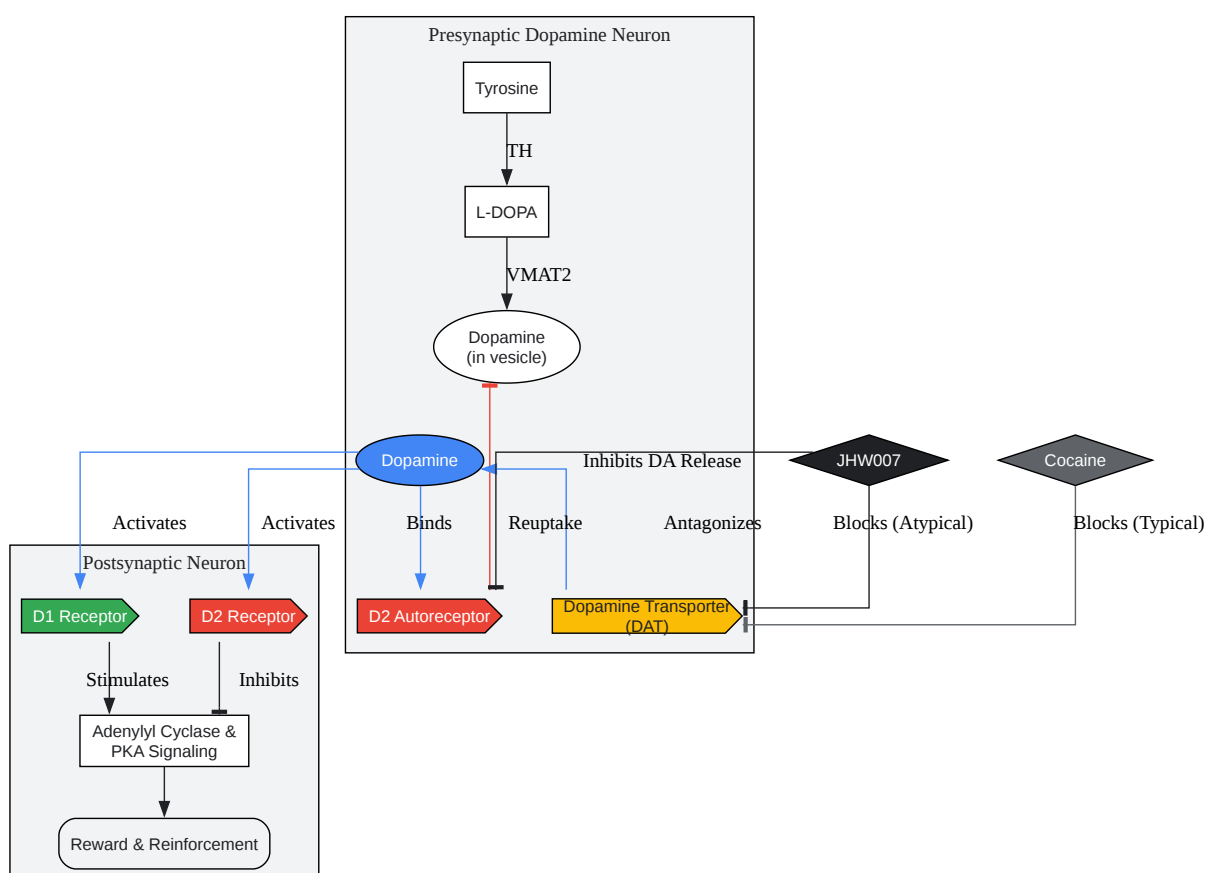 Presynaptic Dopamine Neuron
Tyrosine
TH
L-DOPA
VMAT2
Dopamine
(in vesicle)
Dopamine
Inhibits DA Release
JHW007
Cocaine
Activates
Activates
Binds
Reuptake
Antagonizes
Blocks (Atypical)
Blocks (Typical)
Postsynaptic Neuron
D1 Receptor
D2 Receptor
D2 Autoreceptor
Dopamine Transporter
(DAT)
Stimulates
Inhibits
Adenylyl Cyclase &
PKA Signaling
Reward & Reinforcement